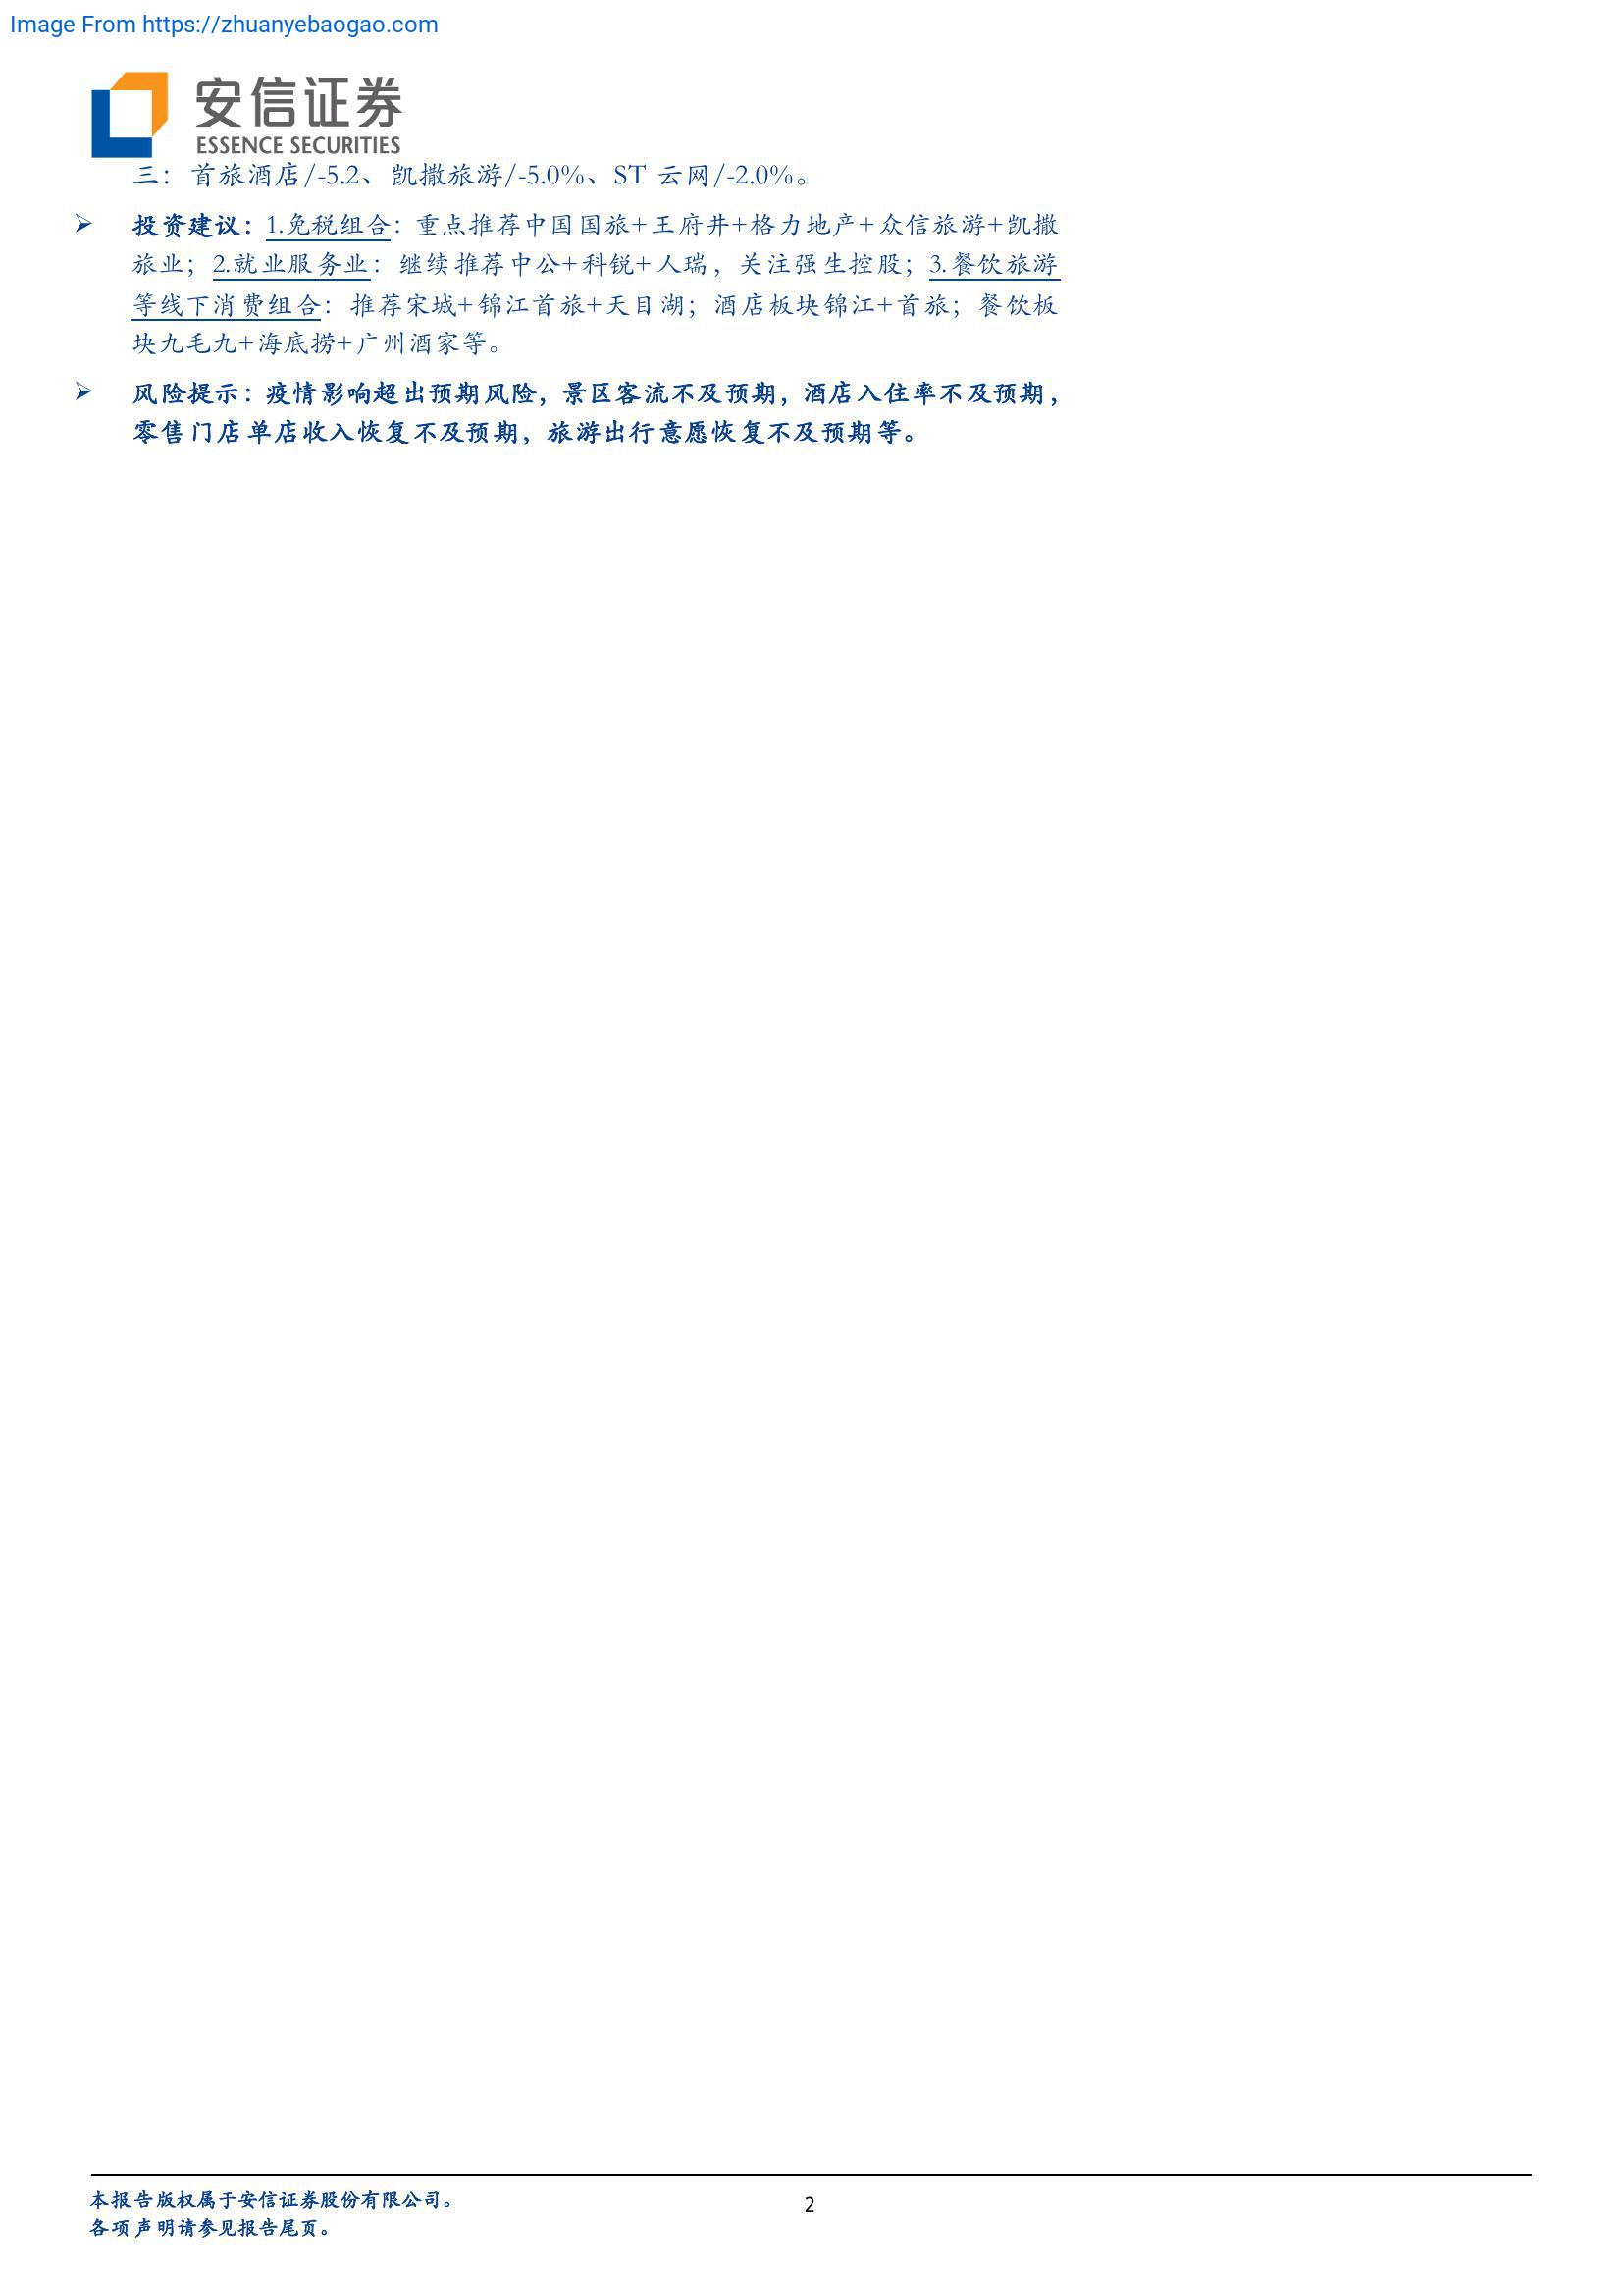 Image From https://zhuanyebaogao.com
安信证券
ESSENCE SECURITIES
三：首旅酒店/-5.2、凯撒旅游/-5.0%、ST 云网/-2.0%。
➢ 投资建议：1.免税组合：重点推荐中国国旅+王府井+格力地产+众信旅游+凯撒
旅业；2.就业服务业：继续推荐中公+科锐+人瑞，关注强生控股；3.餐饮旅游
等线下消费组合：推荐宋城+锦江首旅+天目湖；酒店板块锦江+首旅；餐饮板
块九毛九+海底捞+广州酒家等。
➢ 风险提示：疫情影响超出预期风险，景区客流不及预期，酒店入住率不及预期，
零售门店单店收入恢复不及预期，旅游出行意愿恢复不及预期等。
本报告版权属于安信证券股份有限公司。
2
各项声明请参见报告尾页。